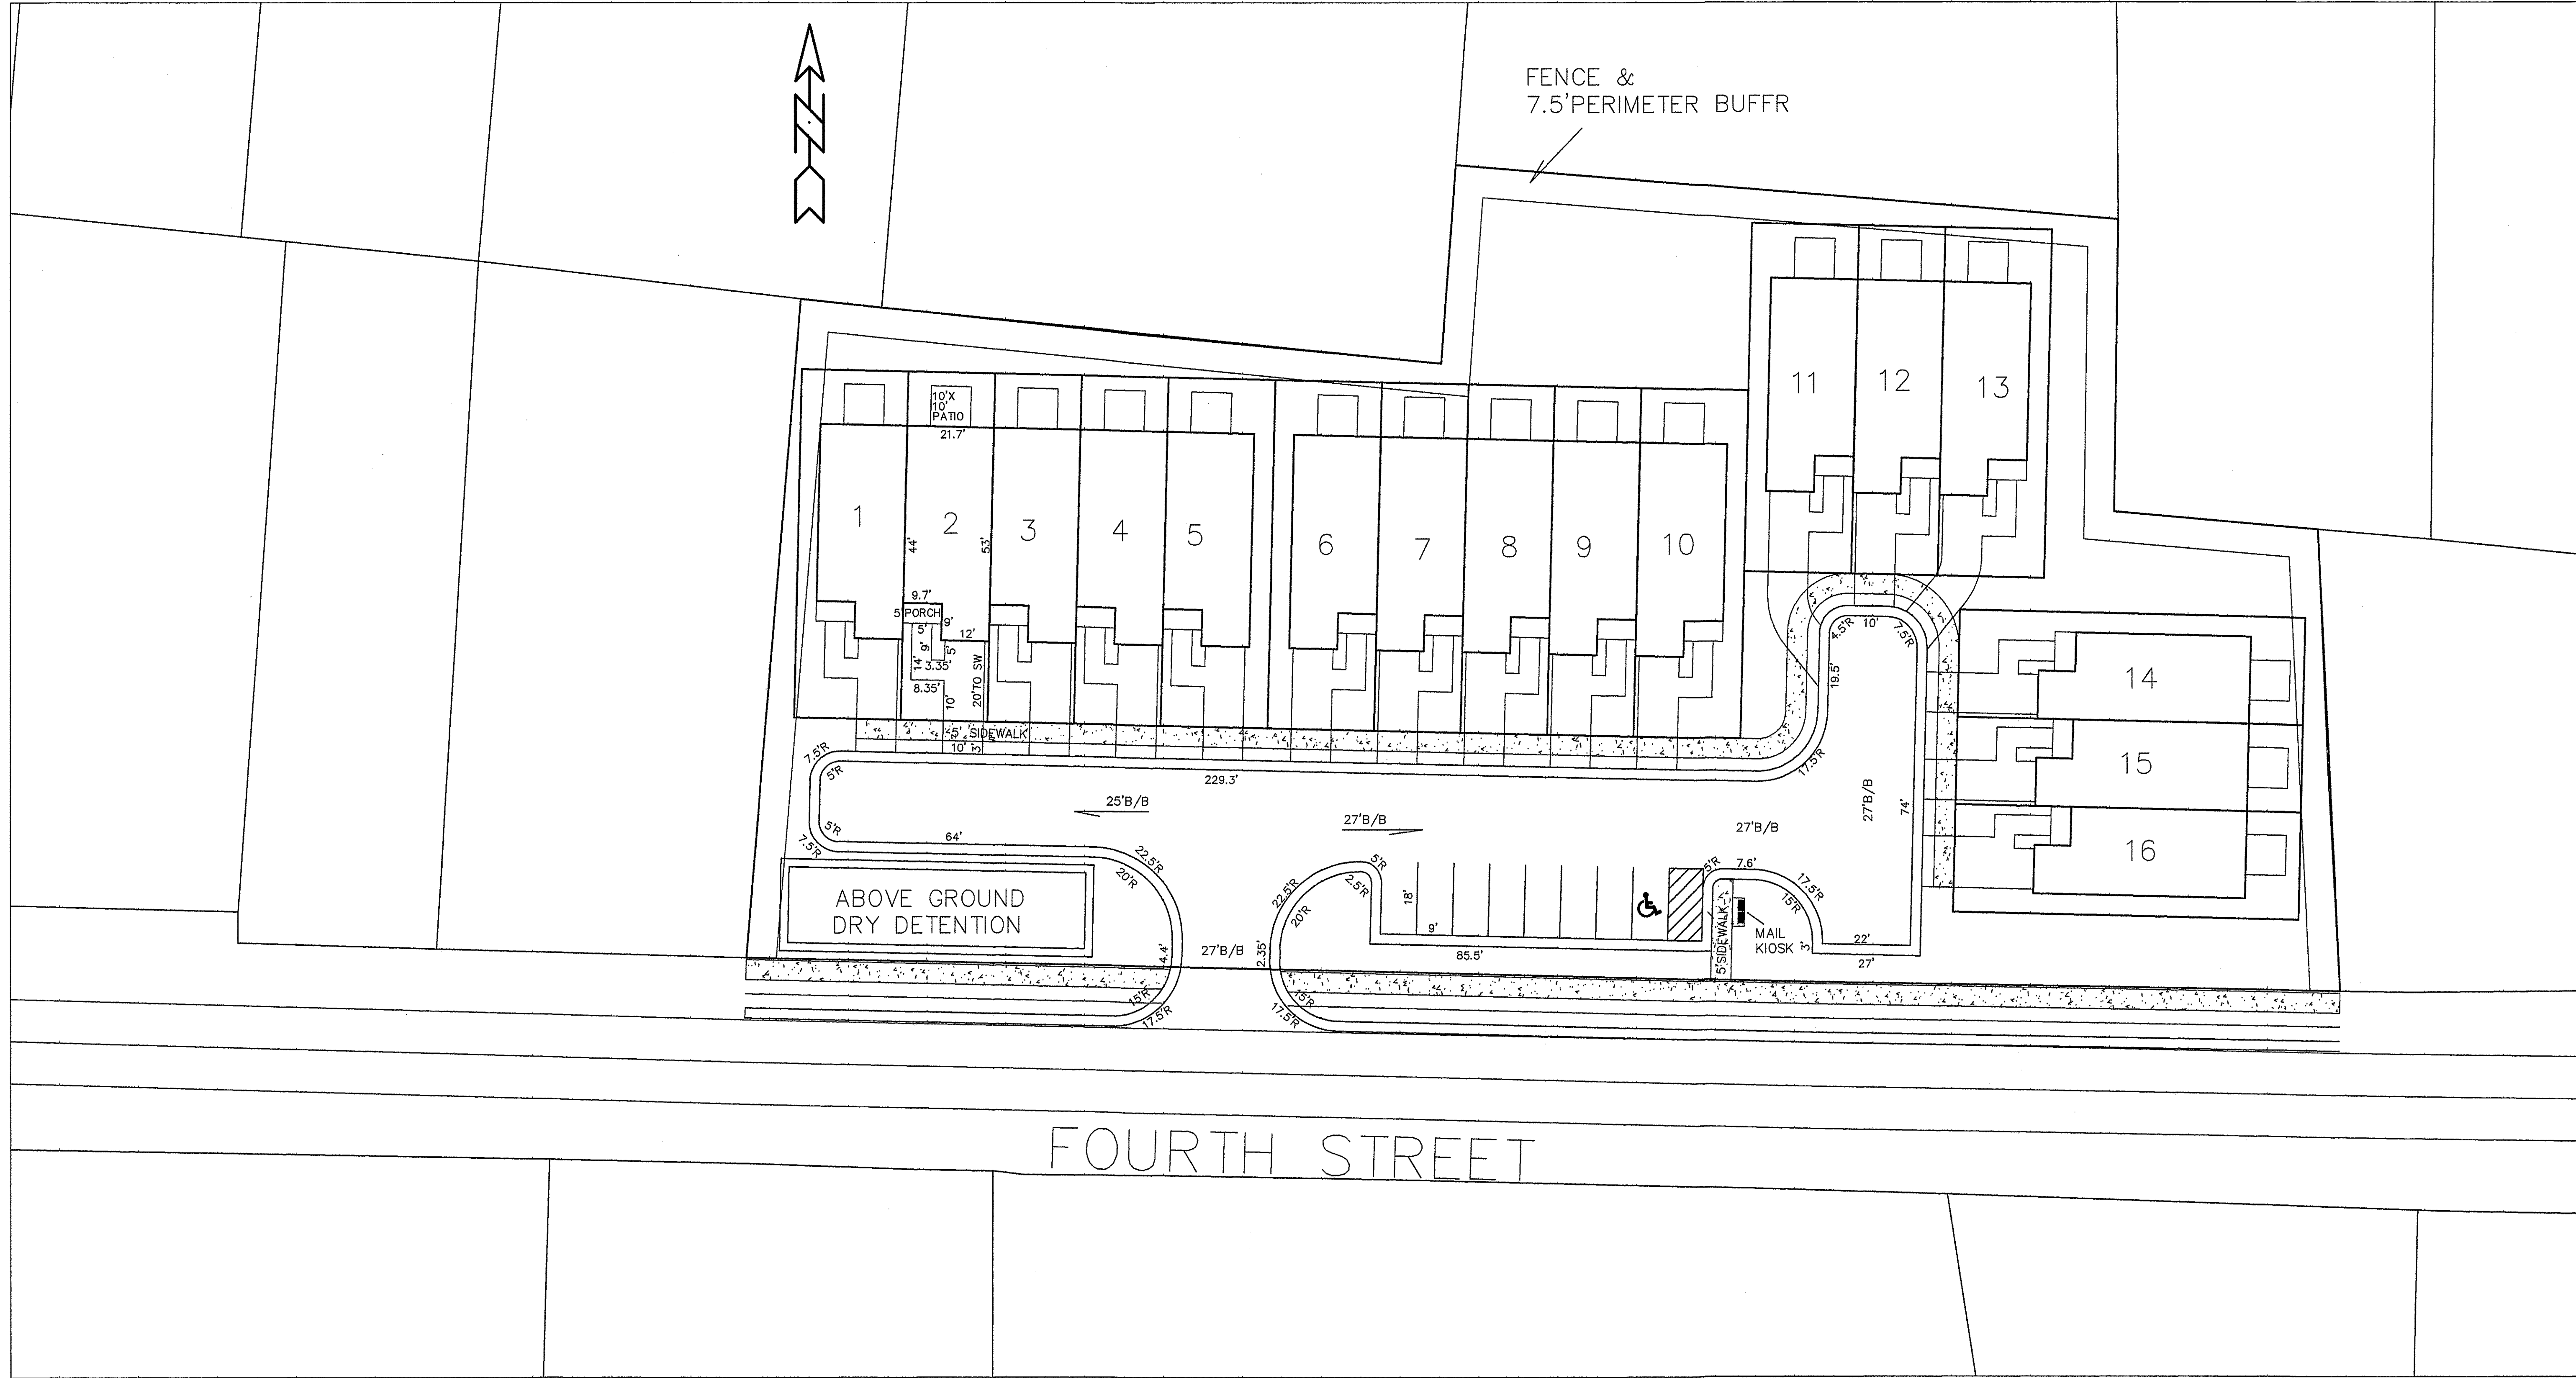 N
FENCE &
7.5'PERIMETER BUFFR
10'X
10'
PATIO
21.7'
1
2
3
4
5
6
7
8
9
10
11
12
13
44'
53'
9.7'
5'PORCH
5'
9'
12'
9'
5'
14'
3.35'
8.35'
10'
20'TO SW
5' SIDEWALK
10'
3'
4.5'R
10'
7.5'R
19.5'
17.5'R
14
15
16
7.5'R
5'R
229.3'
25'B/B
27'B/B
27'B/B
27'B/B
74'
5'R
7.5'R
64'
22.5'R
20'R
ABOVE GROUND
DRY DETENTION
4.4'
27'B/B
2.35'
22.5'R
20'R
5'R
2.5'R
18'
9'
85.5'
5'R
7.6'
17.5'R
15'R
5'SIDEWALK
MAIL
KIOSK
3'
22'
27'
15'R
17.5'R
15'R
17.5'R
FOURTH STREET